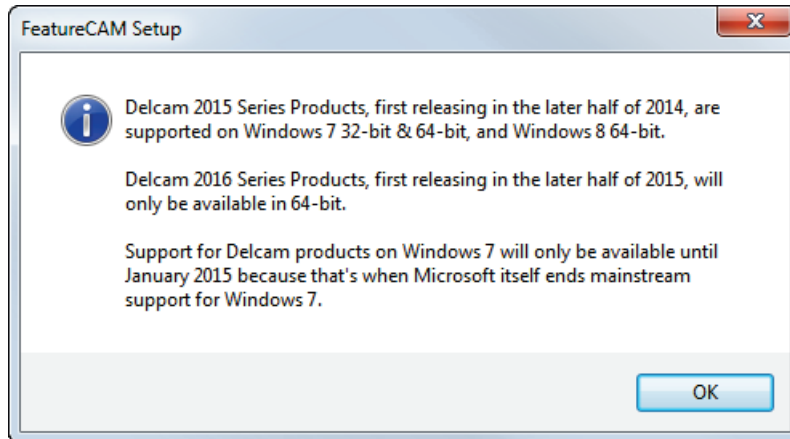 FeatureCAM Setup
Delcam 2015 Series Products, first releasing in the later half of 2014, are
supported on Windows 7 32-bit & 64-bit, and Windows 8 64-bit.
Delcam 2016 Series Products, first releasing in the later half of 2015, will
only be available in 64-bit.
Support for Delcam products on Windows 7 will only be available until
January 2015 because that's when Microsoft itself ends mainstream
support for Windows 7.
OK